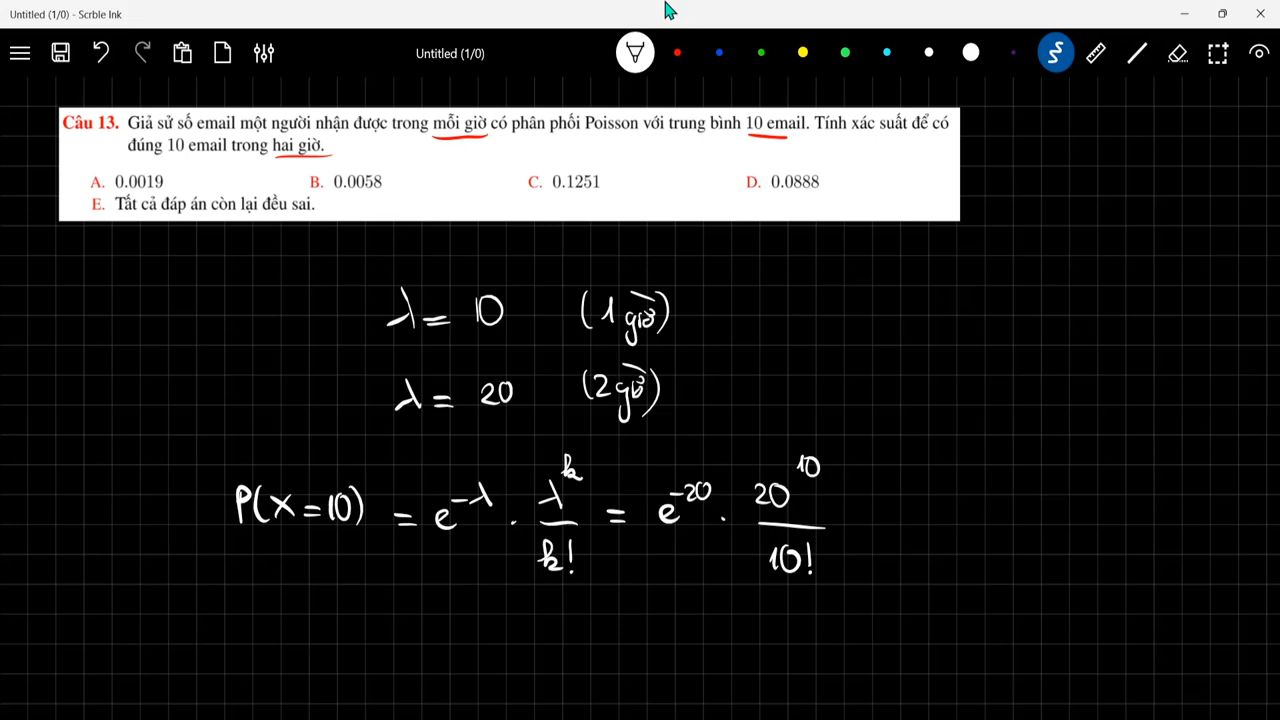 Untitled (1/0) - Scrble Ink
Untitled (1/0)
Câu 13. Giả sử số email một người nhận được trong mỗi giờ có phân phối Poisson với trung bình 10 email. Tính xác suất để có
đúng 10 email trong hai giờ.
A. 0.0019 B. 0.0058 C. 0.1251 D. 0.0888
E. Tất cả đáp án còn lại đều sai.
λ = 10 (1 giờ)
λ = 20 (2 giờ)
P(X = 10) = e^{-λ} . λ^k / k! = e^{-20} . 20^{10} / 10!